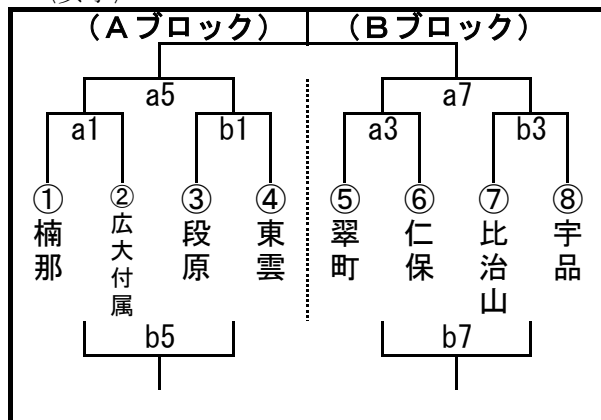 （Aブロック） （Bブロック）
a5 a7
a1 b1 a3 b3
① ② ③ ④ ⑤ ⑥ ⑦ ⑧
楠那
広大付属
段原
東雲
翠町
仁保
比治山
宇品
b5 b7